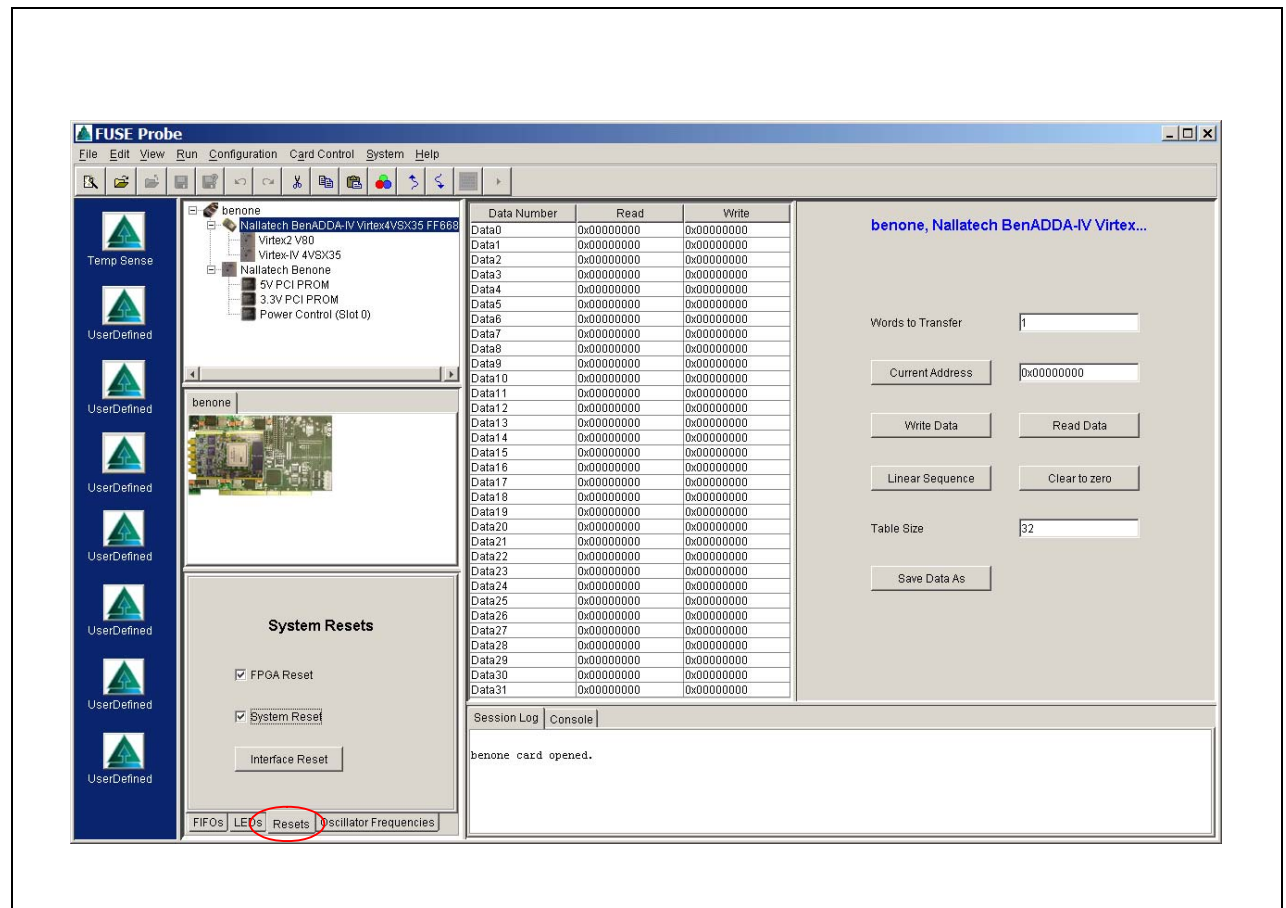 FUSE Probe
File Edit View Run Configuration Card Control System Help
Temp Sense
UserDefined
UserDefined
UserDefined
UserDefined
UserDefined
UserDefined
UserDefined
benone
Nallatech BenADDA-IV Virtex4VSX35 FF668
Virtex2 V80
Virtex-IV 4VSX35
Nallatech Benone
5V PCI PROM
3.3V PCI PROM
Power Control (Slot 0)
benone
System Resets
FPGA Reset
System Reset
Interface Reset
FIFOs LEDs Resets Oscillator Frequencies
Data Number Read Write
Data0 0x00000000 0x00000000
Data1 0x00000000 0x00000000
Data2 0x00000000 0x00000000
Data3 0x00000000 0x00000000
Data4 0x00000000 0x00000000
Data5 0x00000000 0x00000000
Data6 0x00000000 0x00000000
Data7 0x00000000 0x00000000
Data8 0x00000000 0x00000000
Data9 0x00000000 0x00000000
Data10 0x00000000 0x00000000
Data11 0x00000000 0x00000000
Data12 0x00000000 0x00000000
Data13 0x00000000 0x00000000
Data14 0x00000000 0x00000000
Data15 0x00000000 0x00000000
Data16 0x00000000 0x00000000
Data17 0x00000000 0x00000000
Data18 0x00000000 0x00000000
Data19 0x00000000 0x00000000
Data20 0x00000000 0x00000000
Data21 0x00000000 0x00000000
Data22 0x00000000 0x00000000
Data23 0x00000000 0x00000000
Data24 0x00000000 0x00000000
Data25 0x00000000 0x00000000
Data26 0x00000000 0x00000000
Data27 0x00000000 0x00000000
Data28 0x00000000 0x00000000
Data29 0x00000000 0x00000000
Data30 0x00000000 0x00000000
Data31 0x00000000 0x00000000
benone, Nallatech BenADDA-IV Virtex...
Words to Transfer 1
Current Address 0x00000000
Write Data Read Data
Linear Sequence Clear to zero
Table Size 32
Save Data As
Session Log Console
benone card opened.